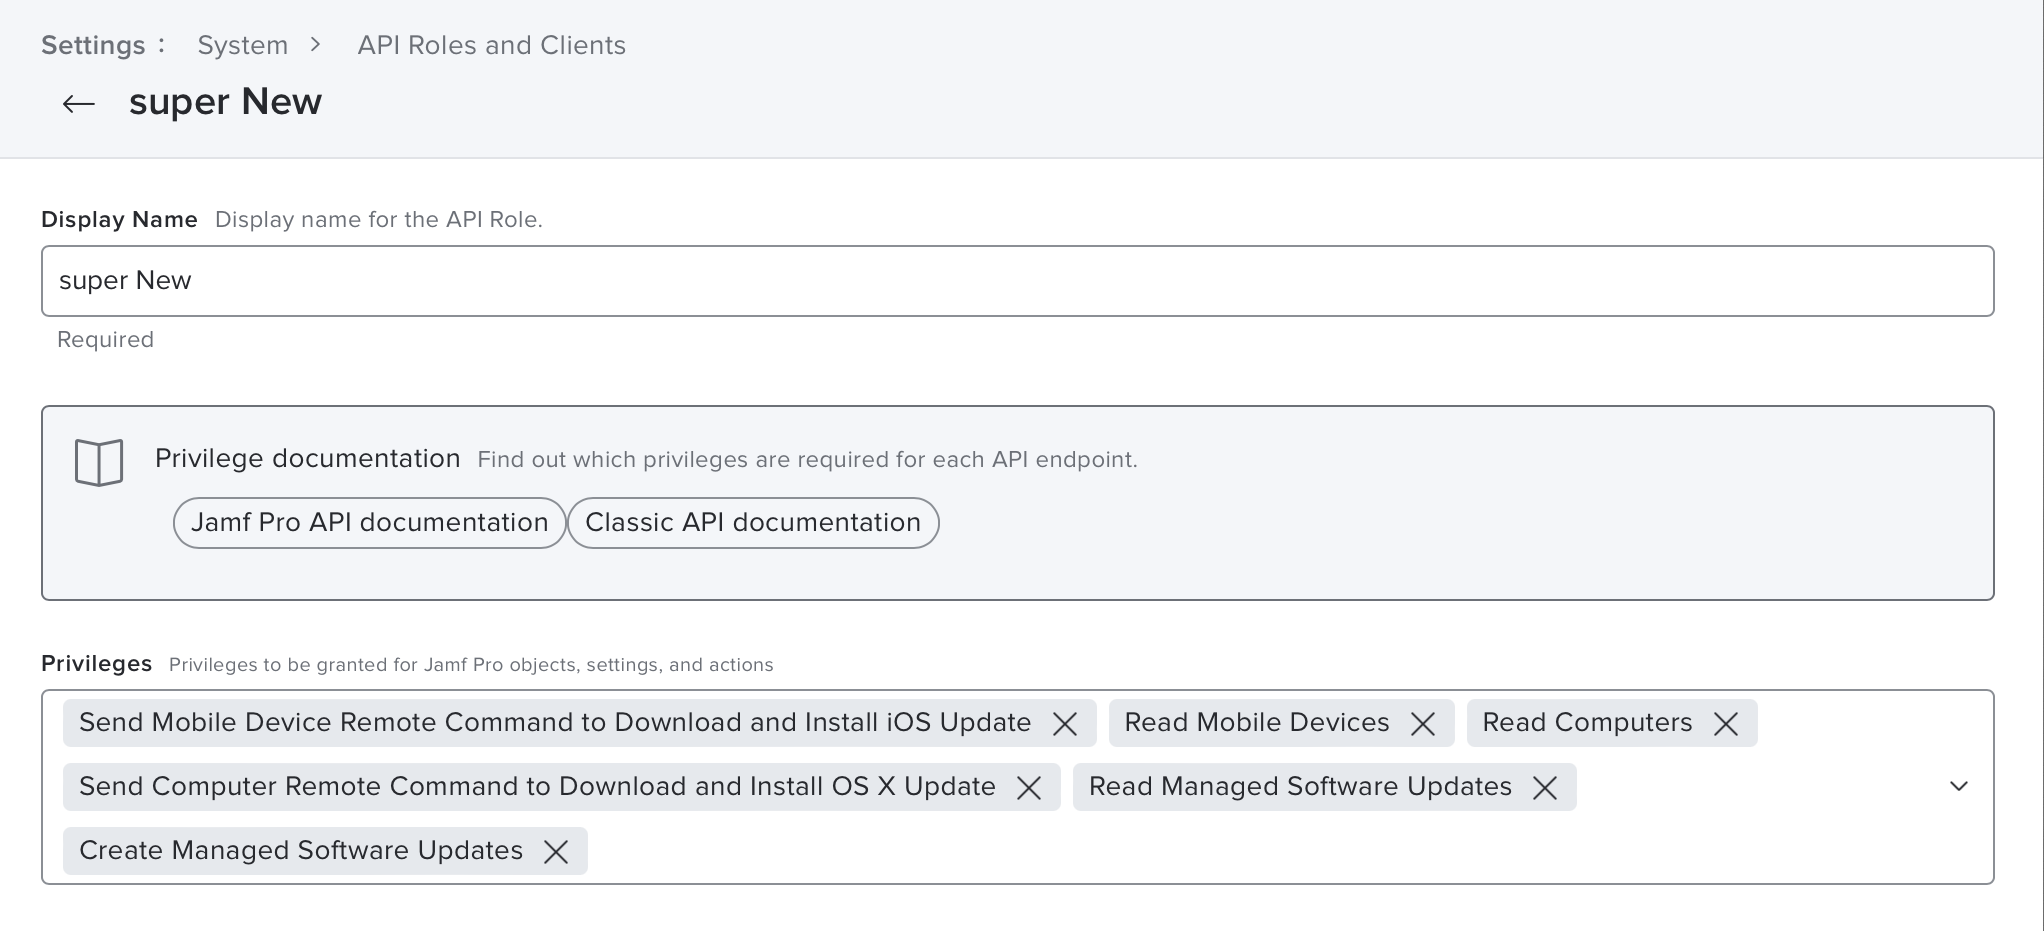 Settings : System > API Roles and Clients
← super New
Display Name Display name for the API Role.
super New
Required
Privilege documentation Find out which privileges are required for each API endpoint.
Jamf Pro API documentation Classic API documentation
Privileges Privileges to be granted for Jamf Pro objects, settings, and actions
Send Mobile Device Remote Command to Download and Install iOS Update Read Mobile Devices Read Computers
Send Computer Remote Command to Download and Install OS X Update Read Managed Software Updates
Create Managed Software Updates